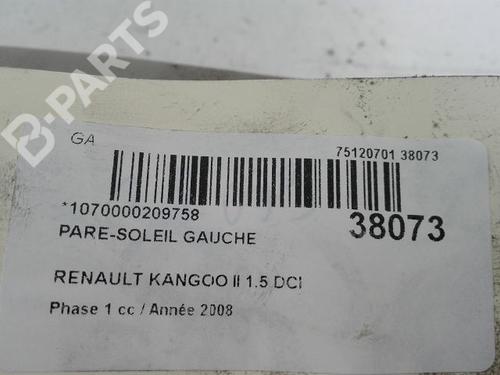 B-PARTS
GA
75120701 38073
*1070000209758
38073
PARE-SOLEIL GAUCHE
RENAULT KANGOO II 1.5 DCI
Phase 1 cc / Année 2008